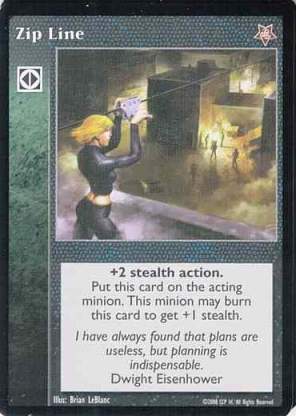 Zip Line
+2 stealth action.
Put this card on the acting
minion. This minion may burn
this card to get +1 stealth.
I have always found that plans are
useless, but planning is
indispensable.
Dwight Eisenhower
Illus: Brian LeBlanc